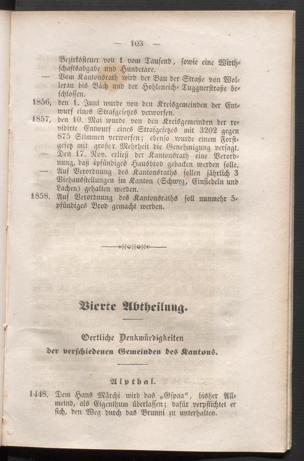 — 103 —
Bezirkssteuer von 1 vom Tausend, sowie eine Wirth-
schaftsabgabe und Hundetaxe.
— Vom Kantonsrath wird der Bau der Straße von Wol-
lerau bis Bäch und der Hohleneich-Tuggnerstraße be-
schlossen.
1856, den 1. Juni wurde von den Kreisgemeinden der Ent-
wurf eines Strafgesetzes verworfen.
1857, den 10. Mai wurde von den Kreisgemeinden der re-
vidirte Entwurf eines Strafgesetzes mit 3202 gegen
875 Stimmen verworfen; ebenso wurde einem Forst-
gesetz mit großer Mehrheit die Genehmigung versagt.
— Den 17. Nov. erließ der Kantonsrath eine Verord-
nung, daß 5pfündiges Hausbrod gebacken werden solle.
— Auf Verordnung des Kantonsraths sollen jährlich 3
Viehausstellungen im Kanton (Schwyz, Einsiedeln und
Lachen) gehalten werden.
1858. Auf Verordnung des Kantonsraths soll nunmehr 5-
pfündiges Brod gemacht werden.
Vierte Abtheilung.
Oertliche Denkwürdigkeiten
der verschiedenen Gemeinden des Kantons.
Alpthal.
1448. Dem Hans Märchi wird das „Gspaa“, bisher All-
meind, als Eigenthum überlassen; dafür verpflichtet er
sich, den Weg durch das Brunni zu unterhalten.